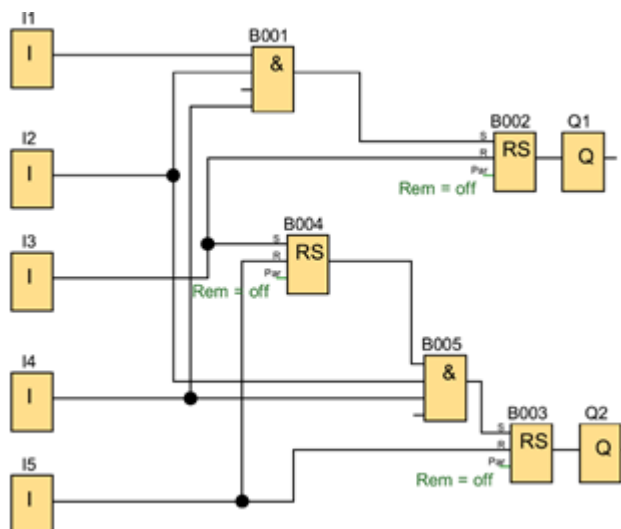 I1
I
B001
&
I2
I
B002
Q1
S
R
Par
RS
Q
Rem = off
I3
I
B004
S
R
Par
RS
Rem = off
B005
&
I4
I
B003
Q2
S
R
Par
RS
Q
Rem = off
I5
I